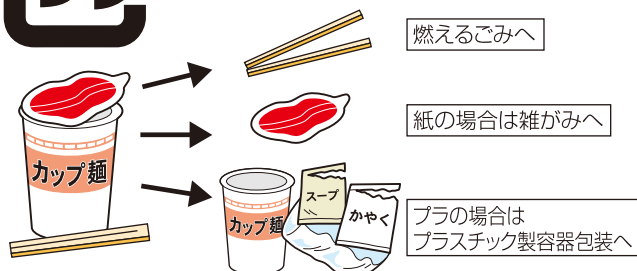 燃えるごみへ
紙の場合は雑がみへ
カップ麺
カップ麺
スープ
かやく
プラの場合は
プラスチック製容器包装へ